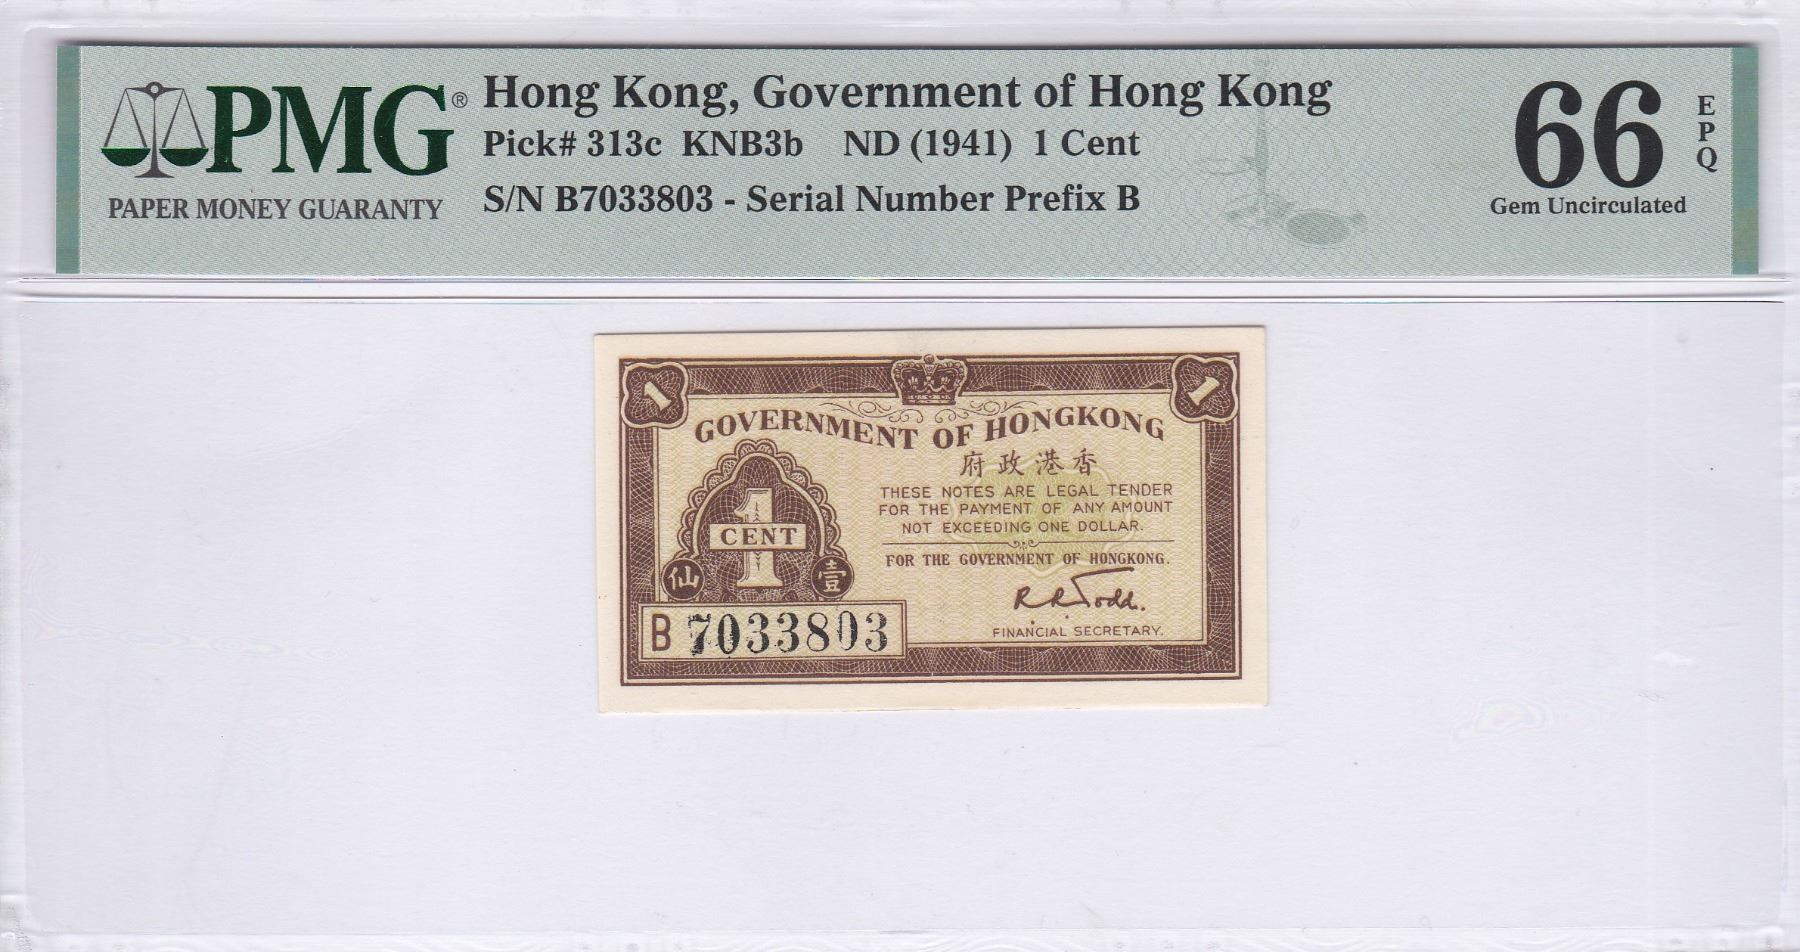 PMG®
PAPER MONEY GUARANTY
Hong Kong, Government of Hong Kong
Pick# 313c KNB3b ND (1941) 1 Cent
S/N B7033803 - Serial Number Prefix B
66 EPQ
Gem Uncirculated
1 1
GOVERNMENT OF HONGKONG
府政港香
THESE NOTES ARE LEGAL TENDER
FOR THE PAYMENT OF ANY AMOUNT
NOT EXCEEDING ONE DOLLAR.
FOR THE GOVERNMENT OF HONGKONG.
R R Todd.
FINANCIAL SECRETARY.
1
CENT
仙 壹
B 7033803